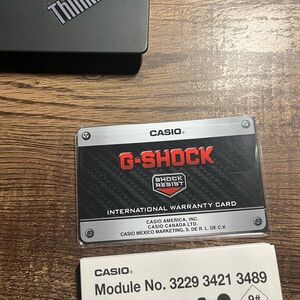 Think
CASIO
G-SHOCK
SHOCK
RESIST
INTERNATIONAL WARRANTY CARD
CASIO AMERICA, INC.
CASIO CANADA LTD.
CASIO MEXICO MARKETING, S. DE R. L. DE C.V.
CASIO
Module No. 3229 3421 3489
9#